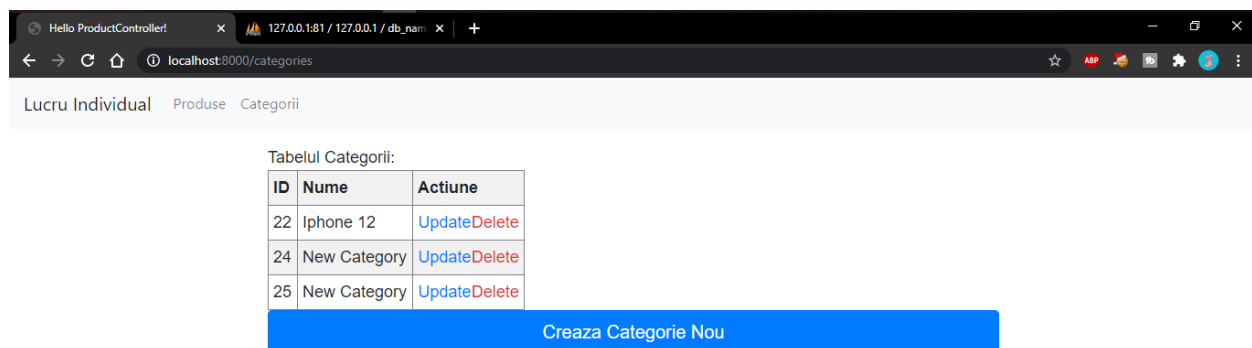 Hello ProductController!
127.0.0.1:81 / 127.0.0.1 / db_nam
localhost:8000/categories
ABP
Lucru Individual Produse Categorii
Tabelul Categorii:
ID Nume Actiune
22 Iphone 12 UpdateDelete
24 New Category UpdateDelete
25 New Category UpdateDelete
Creaza Categorie Nou